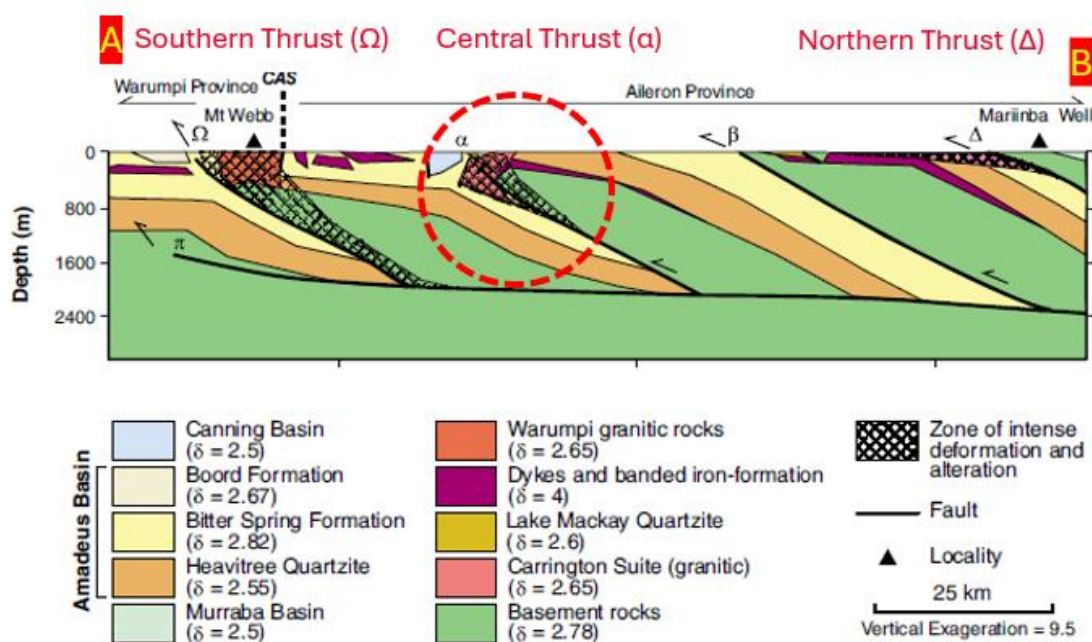 A Southern Thrust (Ω) Central Thrust (α) Northern Thrust (Δ) B
Warumpi Province CAS Aileron Province
Mt Webb Mariinba Well
Ω α β Δ
0
800
1600
2400
Depth (m)
π
Amadeus Basin
Canning Basin
(δ = 2.5)
Boord Formation
(δ = 2.67)
Bitter Spring Formation
(δ = 2.82)
Heavitree Quartzite
(δ = 2.55)
Murraba Basin
(δ = 2.5)
Warumpi granitic rocks
(δ = 2.65)
Dykes and banded iron-formation
(δ = 4)
Lake Mackay Quartzite
(δ = 2.6)
Carrington Suite (granitic)
(δ = 2.65)
Basement rocks
(δ = 2.78)
Zone of intense
deformation and
alteration
Fault
Locality
25 km
Vertical Exageration = 9.5